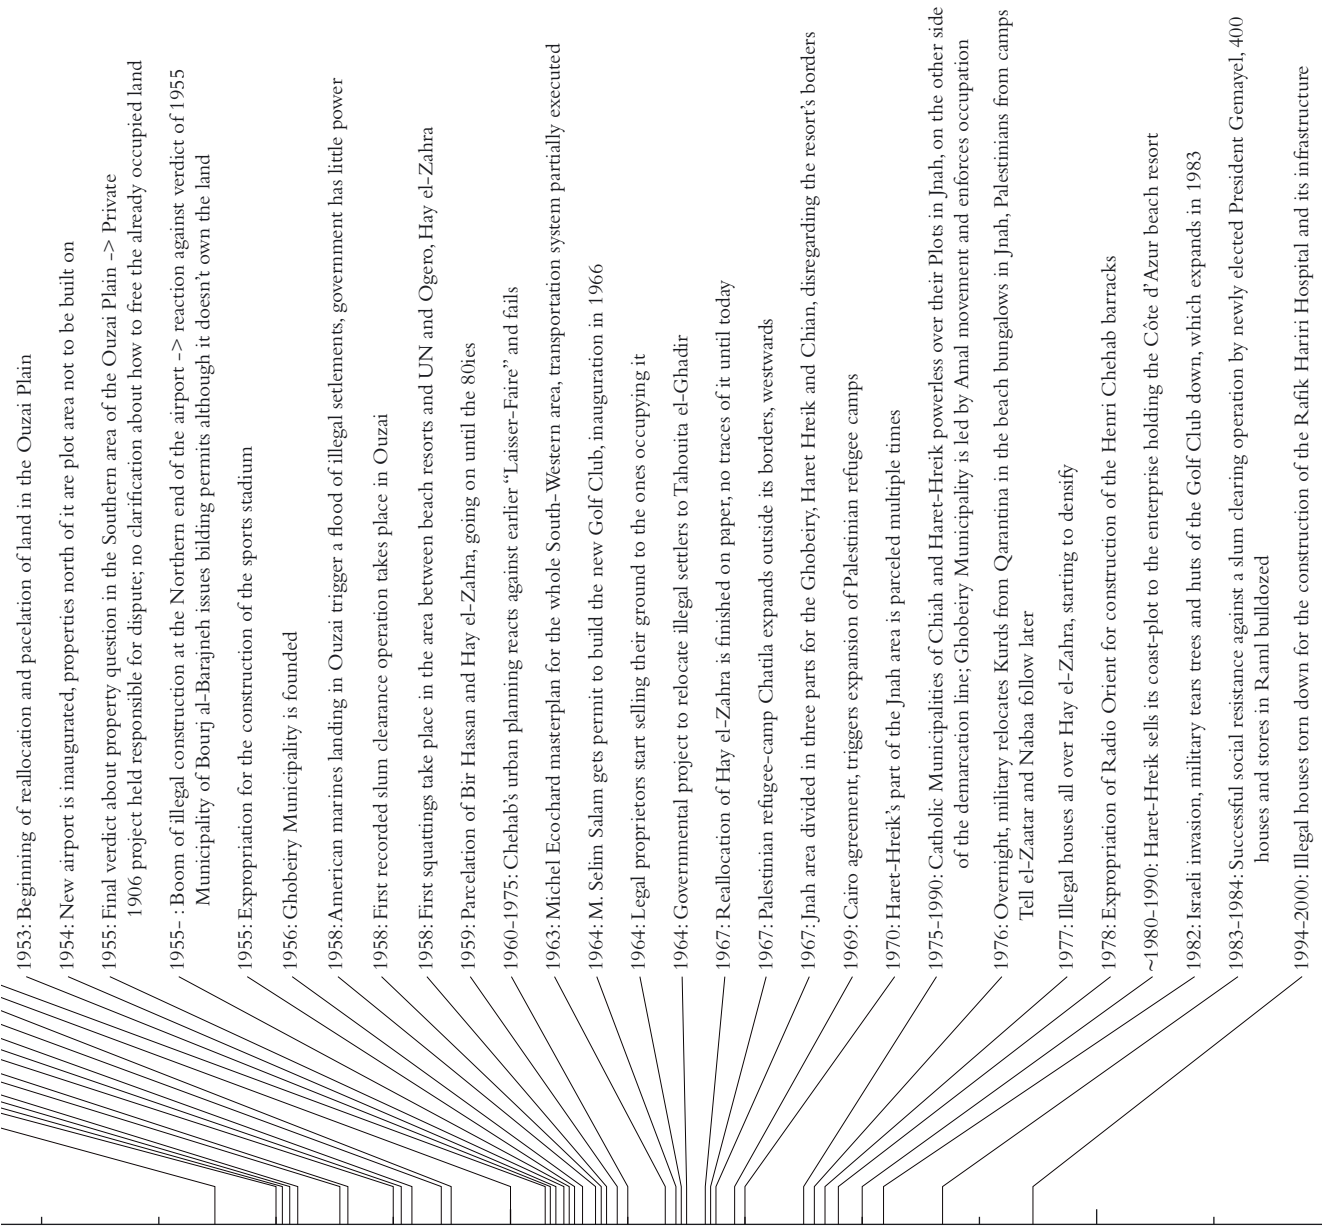 1953: Beginning of reallocation and pacelation of land in the Ouzai Plain
1954: New airport is inaugurated, properties north of it are plot area not to be built on
1955: Final verdict about property question in the Southern area of the Ouzai Plain -> Private
1906 project held responsible for dispute; no clarification about how to free the already occupied land
1955- : Boom of illegal construction at the Northern end of the airport -> reaction against verdict of 1955
Municipality of Bourj al-Barajneh issues bilding permits although it doesn't own the land
1955: Expropriation for the construction of the sports stadium
1956: Ghobeiry Municipality is founded
1958: American marines landing in Ouzai trigger a flood of illegal setlements, government has little power
1958: First recorded slum clearance operation takes place in Ouzai
1958: First squattings take place in the area between beach resorts and UN and Ogero, Hay el-Zahra
1959: Parcelation of Bir Hassan and Hay el-Zahra, going on until the 80ies
1960-1975: Chehab's urban planning reacts against earlier “Laisser-Faire” and fails
1963: Michel Ecochard masterplan for the whole South-Western area, transportation system partially executed
1964: M. Selim Salam gets permit to build the new Golf Club, inauguration in 1966
1964: Legal proprietors start selling their ground to the ones occupying it
1964: Governmental project to relocate illegal settlers to Tahouita el-Ghadir
1967: Reallocation of Hay el-Zahra is finished on paper, no traces of it until today
1967: Palestinian refugee-camp Chatila expands outside its borders, westwards
1967: Jnah area divided in three parts for the Ghobeiry, Haret Hreik and Chian, disregarding the resort's borders
1969: Cairo agreement, triggers expansion of Palestinian refugee camps
1970: Haret-Hreik's part of the Jnah area is parceled multiple times
1975-1990: Catholic Municipalities of Chiah and Haret-Hreik powerless over their Plots in Jnah, on the other side
of the demarcation line; Ghobeiry Municipality is led by Amal movement and enforces occupation
1976: Overnight, military relocates Kurds from Qarantina in the beach bungalows in Jnah, Palestinians from camps
Tell el-Zaatar and Nabaa follow later
1977: Illegal houses all over Hay el-Zahra, starting to densify
1978: Expropriation of Radio Orient for construction of the Henri Chehab barracks
~1980-1990: Haret-Hreik sells its coast-plot to the enterprise holding the Côte d'Azur beach resort
1982: Israeli invasion, military tears trees and huts of the Golf Club down, which expands in 1983
1983-1984: Successful social resistance against a slum clearing operation by newly elected President Gemayel, 400
houses and stores in Raml bulldozed
1994-2000: Illegal houses torn down for the construction of the Rafik Hariri Hospital and its infrastructure